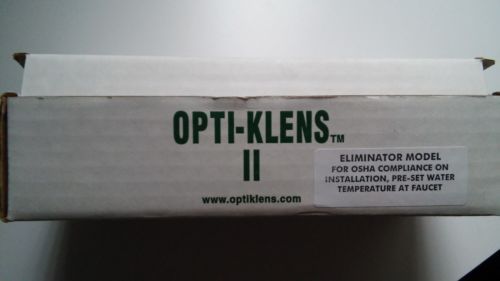 OPTI-KLENS™
II
www.optiklens.com
ELIMINATOR MODEL
FOR OSHA COMPLIANCE ON
INSTALLATION, PRE-SET WATER
TEMPERATURE AT FAUCET